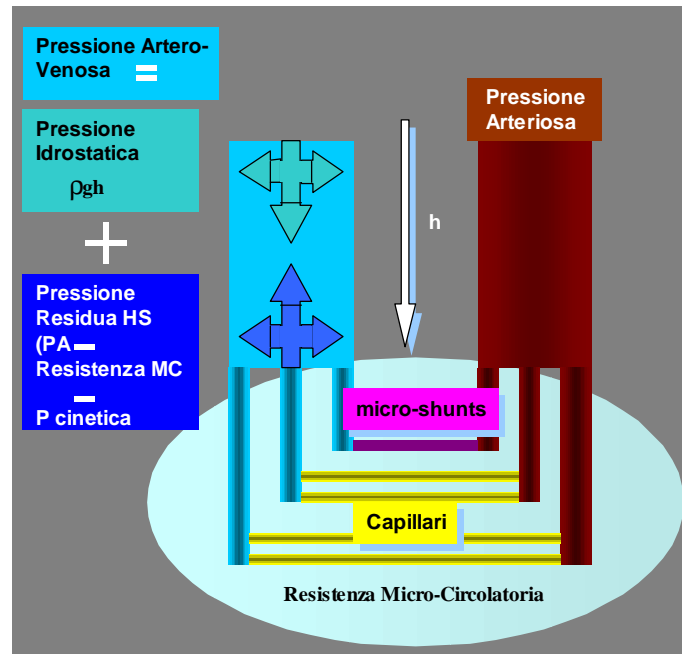 Pressione Artero-
Venosa =
Pressione
Idrostatica
ρgh
+
Pressione
Residua HS
(PA −
Resistenza MC
−
P cinetica
Pressione
Arteriosa
h
micro-shunts
Capillari
Resistenza Micro-Circolatoria